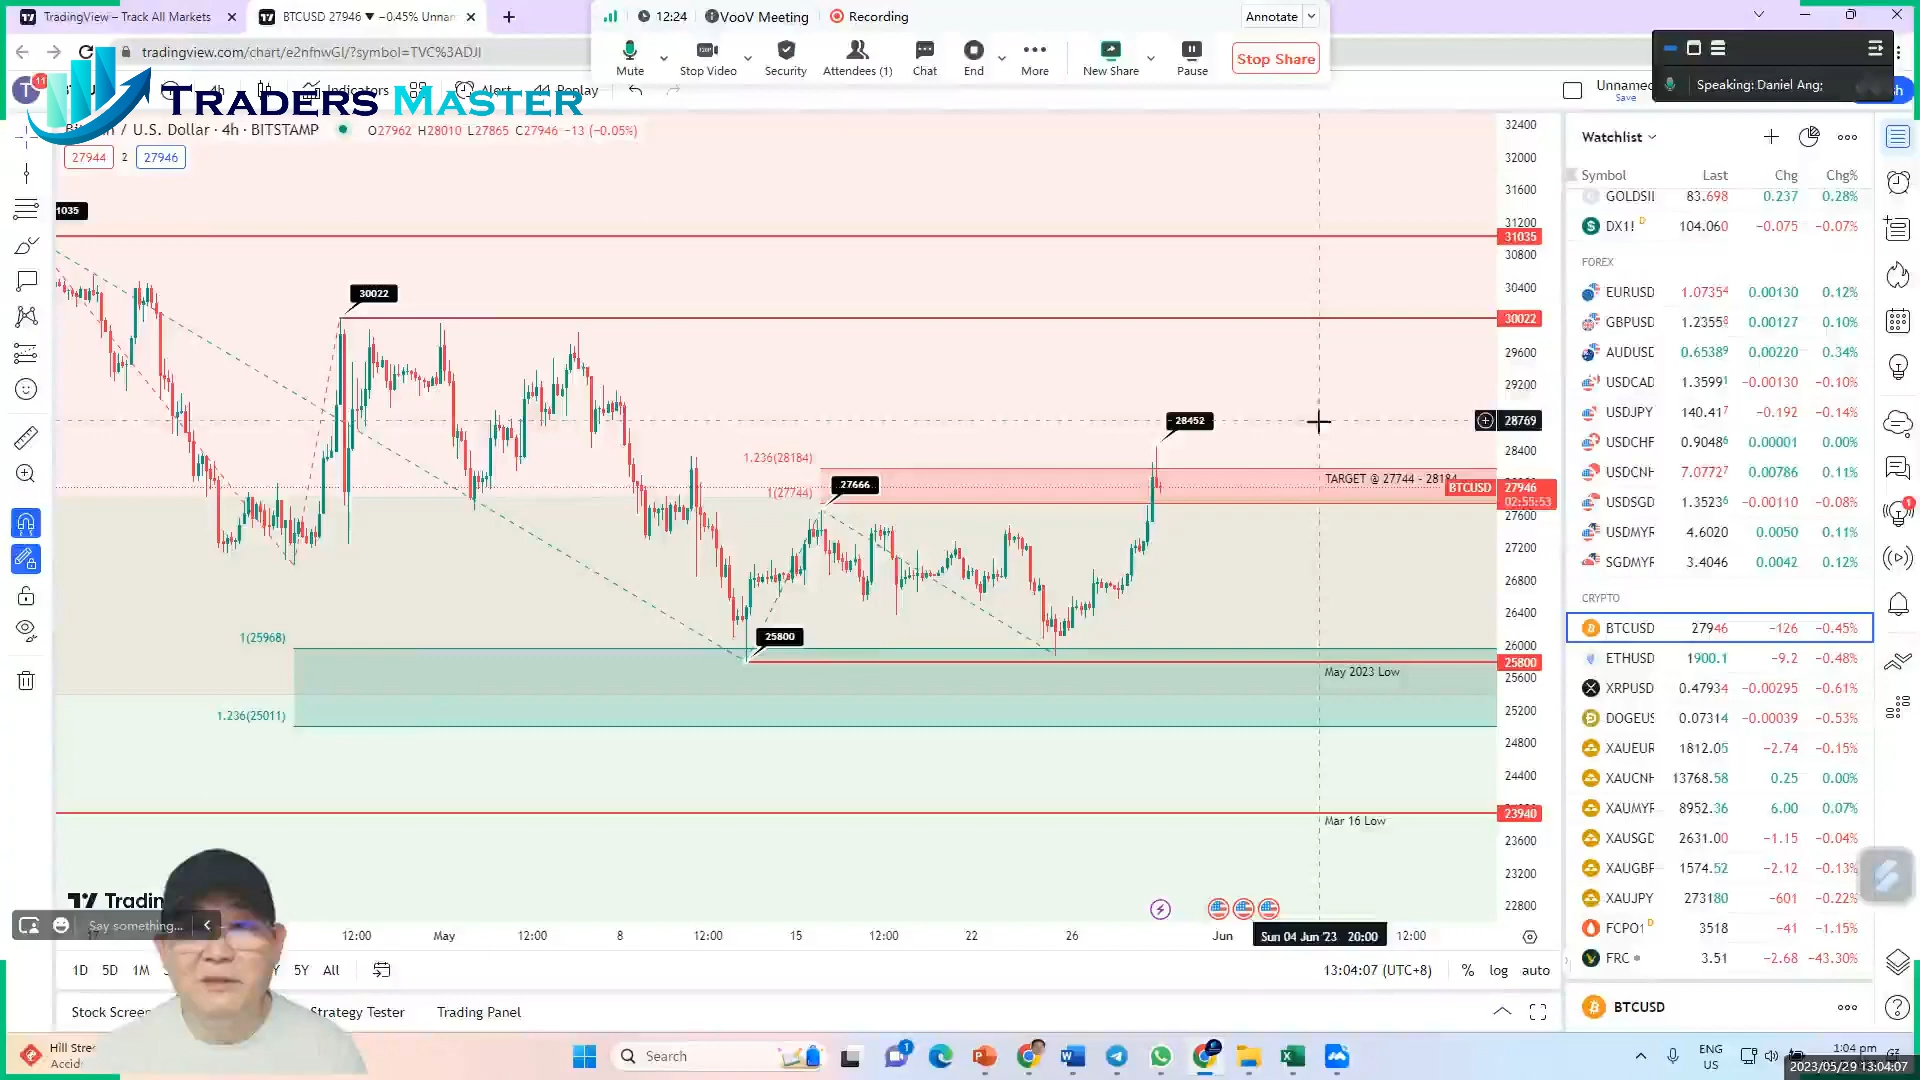 TradingView – Track All Markets
BTCUSD 27946 ▼ −0.45% Unnam
12:24
VooV Meeting
Recording
Annotate
tradingview.com/chart/e2nfnwGI/?symbol=TVC%3ADJI
Mute
Stop Video
Security
Attendees (1)
Chat
End
More
New Share
Pause
Stop Share
Speaking: Daniel Ang;
T
11
4h
Indicators
Alert
Replay
Unnamed
Save
TRADERS MASTER
/ U.S. Dollar · 4h · BITSTAMP
O27962 H28010 L27865 C27946 −13 (−0.05%)
27944
2
27946
1035
30022
28452
27666
25800
1.236(28184)
1(27744)
TARGET @ 27744 - 28184
1(25968)
1.236(25011)
May 2023 Low
Mar 16 Low
32400
32000
31600
31200
31035
30800
30400
30022
29600
29200
28769
28400
BTCUSD 27946
02:55:53
27600
27200
26800
26400
26000
25800
25600
25200
24800
24400
23940
23600
23200
22800
12:00
May
12:00
8
12:00
15
12:00
22
26
Jun
Sun 04 Jun '23 20:00
12:00
Say something...
1D
5D
1M
5Y
All
13:04:07 (UTC+8)
%
log
auto
Strategy Tester
Trading Panel
Watchlist
Symbol Last Chg Chg%
GOLDSIL 83.698 0.237 0.28%
DX1! D 104.060 −0.075 −0.07%
FOREX
EURUSD 1.07354 0.00130 0.12%
GBPUSD 1.23558 0.00127 0.10%
AUDUSD 0.65389 0.00220 0.34%
USDCAD 1.35991 −0.00130 −0.10%
USDJPY 140.417 −0.192 −0.14%
USDCHF 0.90486 0.00001 0.00%
USDCNH 7.07727 0.00786 0.11%
USDSGD 1.35236 −0.00110 −0.08%
USDMYR 4.6020 0.0050 0.11%
SGDMYR 3.4046 0.0042 0.12%
CRYPTO
BTCUSD 27946 −126 −0.45%
ETHUSD 1900.1 −9.2 −0.48%
XRPUSD 0.47934 −0.00295 −0.61%
DOGEUS 0.07314 −0.00039 −0.53%
XAUEUR 1812.05 −2.74 −0.15%
XAUCNH 13768.58 0.25 0.00%
XAUMYR 8952.36 6.00 0.07%
XAUSGD 2631.00 −1.15 −0.04%
XAUGBP 1574.52 −2.12 −0.13%
XAUJPY 273180 −601 −0.22%
FCPO1 D 3518 −41 −1.15%
FRC 3.51 −2.68 −43.30%
BTCUSD
Search
ENG
US
1:04 pm
2023/05/29 13:04:07